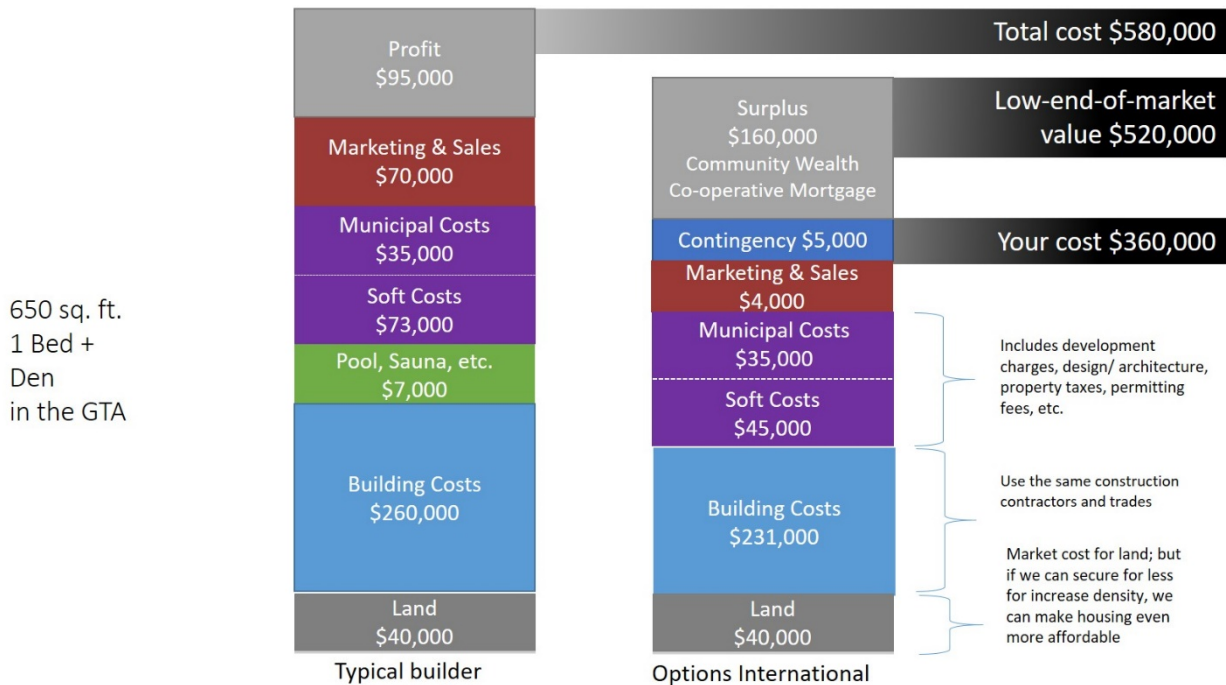 650 sq. ft.
1 Bed +
Den
in the GTA
Profit
$95,000
Marketing & Sales
$70,000
Municipal Costs
$35,000
Soft Costs
$73,000
Pool, Sauna, etc.
$7,000
Building Costs
$260,000
Land
$40,000
Typical builder
Surplus
$160,000
Community Wealth
Co-operative Mortgage
Contingency $5,000
Marketing & Sales
$4,000
Municipal Costs
$35,000
Soft Costs
$45,000
Building Costs
$231,000
Land
$40,000
Options International
Total cost $580,000
Low-end-of-market
value $520,000
Your cost $360,000
Includes development
charges, design/ architecture,
property taxes, permitting
fees, etc.
Use the same construction
contractors and trades
Market cost for land; but
if we can secure for less
for increase density, we
can make housing even
more affordable